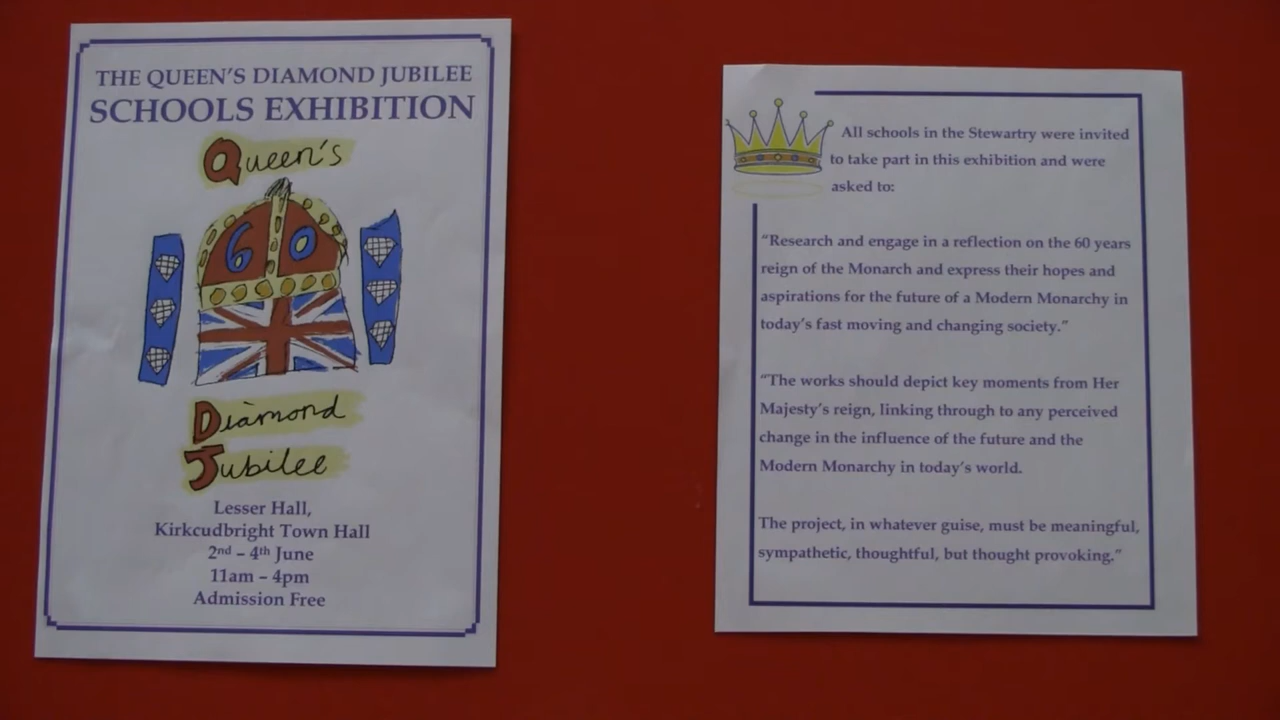 THE QUEEN'S DIAMOND JUBILEE
SCHOOLS EXHIBITION
Queen's
60
Diamond
Jubilee
Lesser Hall,
Kirkcudbright Town Hall
2nd – 4th June
11am – 4pm
Admission Free
All schools in the Stewartry were invited
to take part in this exhibition and were
asked to:
“Research and engage in a reflection on the 60 years
reign of the Monarch and express their hopes and
aspirations for the future of a Modern Monarchy in
today's fast moving and changing society.”
“The works should depict key moments from Her
Majesty's reign, linking through to any perceived
change in the influence of the future and the
Modern Monarchy in today's world.
The project, in whatever guise, must be meaningful,
sympathetic, thoughtful, but thought provoking.”